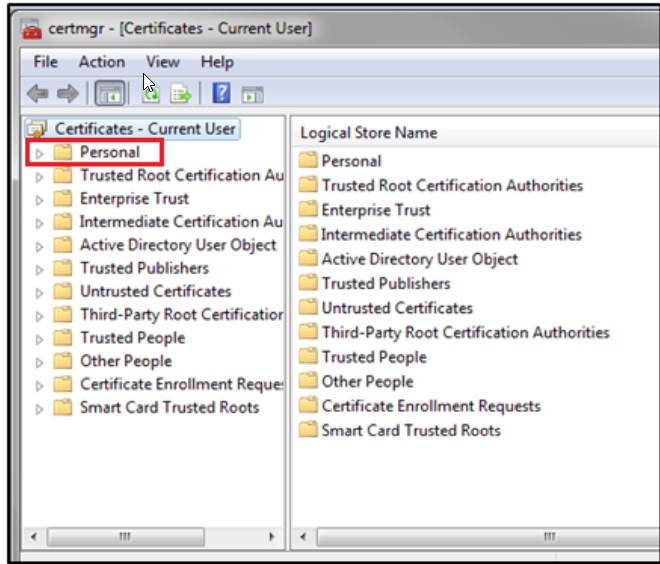 certmgr - [Certificates - Current User]
File Action View Help
Certificates - Current User
Personal
Trusted Root Certification Au
Enterprise Trust
Intermediate Certification Au
Active Directory User Object
Trusted Publishers
Untrusted Certificates
Third-Party Root Certification
Trusted People
Other People
Certificate Enrollment Reques
Smart Card Trusted Roots
Logical Store Name
Personal
Trusted Root Certification Authorities
Enterprise Trust
Intermediate Certification Authorities
Active Directory User Object
Trusted Publishers
Untrusted Certificates
Third-Party Root Certification Authorities
Trusted People
Other People
Certificate Enrollment Requests
Smart Card Trusted Roots